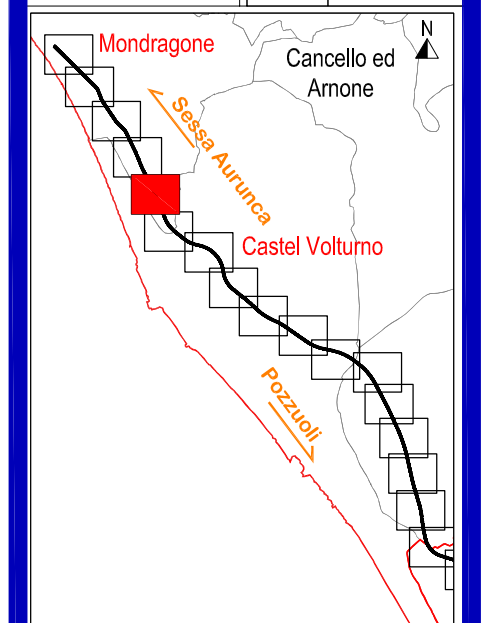 Mondragone
N
Cancello ed
Arnone
Sessa Aurunca
Castel Volturno
Pozzuoli